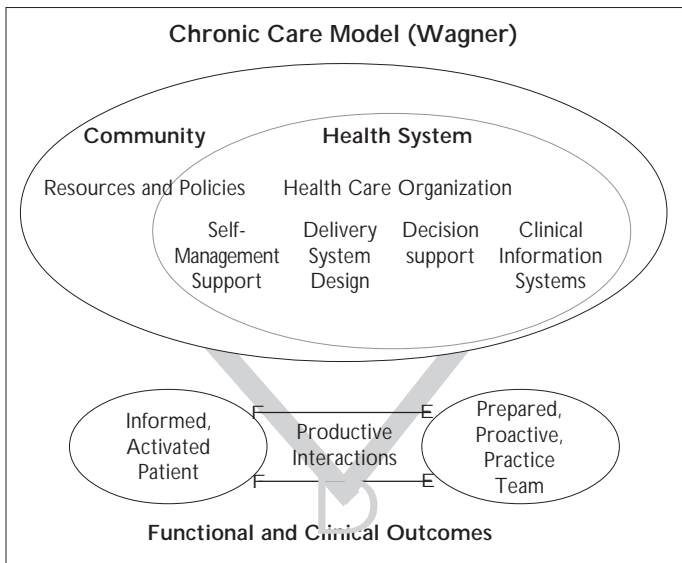 Chronic Care Model (Wagner)
Community
Health System
Resources and Policies
Health Care Organization
Self-
Management
Support
Delivery
System
Design
Decision
support
Clinical
Information
Systems
Informed,
Activated
Patient
F
E
Productive
Interactions
F
E
Prepared,
Proactive,
Practice
Team
D
Functional and Clinical Outcomes